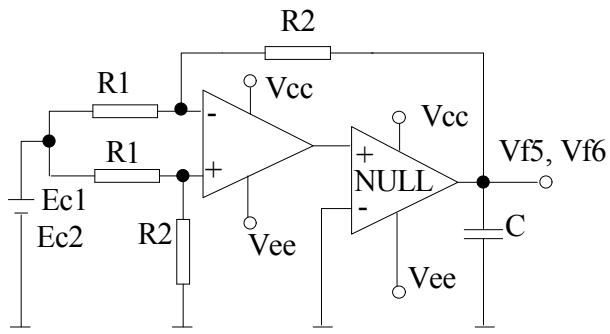 R2
R1
Vcc
-
Vcc
R1
+
+
NULL
-
Vf5, Vf6
Ec1
Ec2
R2
Vee
C
Vee